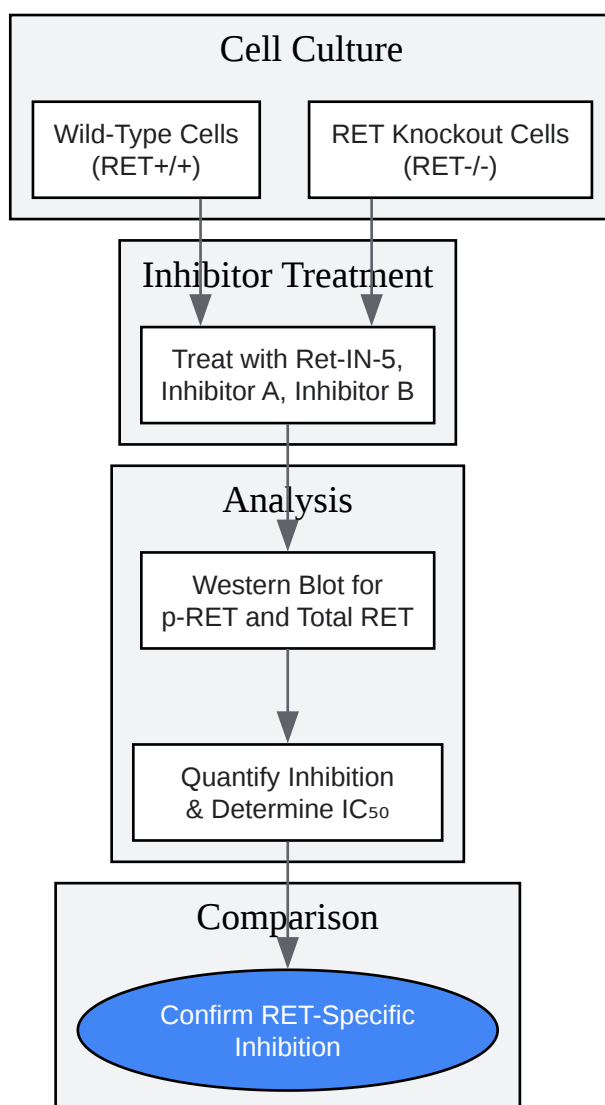 Cell Culture
Wild-Type Cells
(RET+/+)
RET Knockout Cells
(RET-/-)
Inhibitor Treatment
Treat with Ret-IN-5,
Inhibitor A, Inhibitor B
Analysis
Western Blot for
p-RET and Total RET
Quantify Inhibition
& Determine IC₅₀
Comparison
Confirm RET-Specific
Inhibition